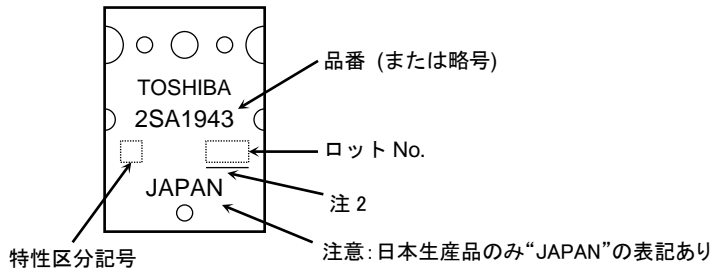 品番 (または略号)
TOSHIBA
2SA1943
ロット No.
JAPAN
注 2
特性区分記号
注意: 日本生産品のみ“JAPAN”の表記あり